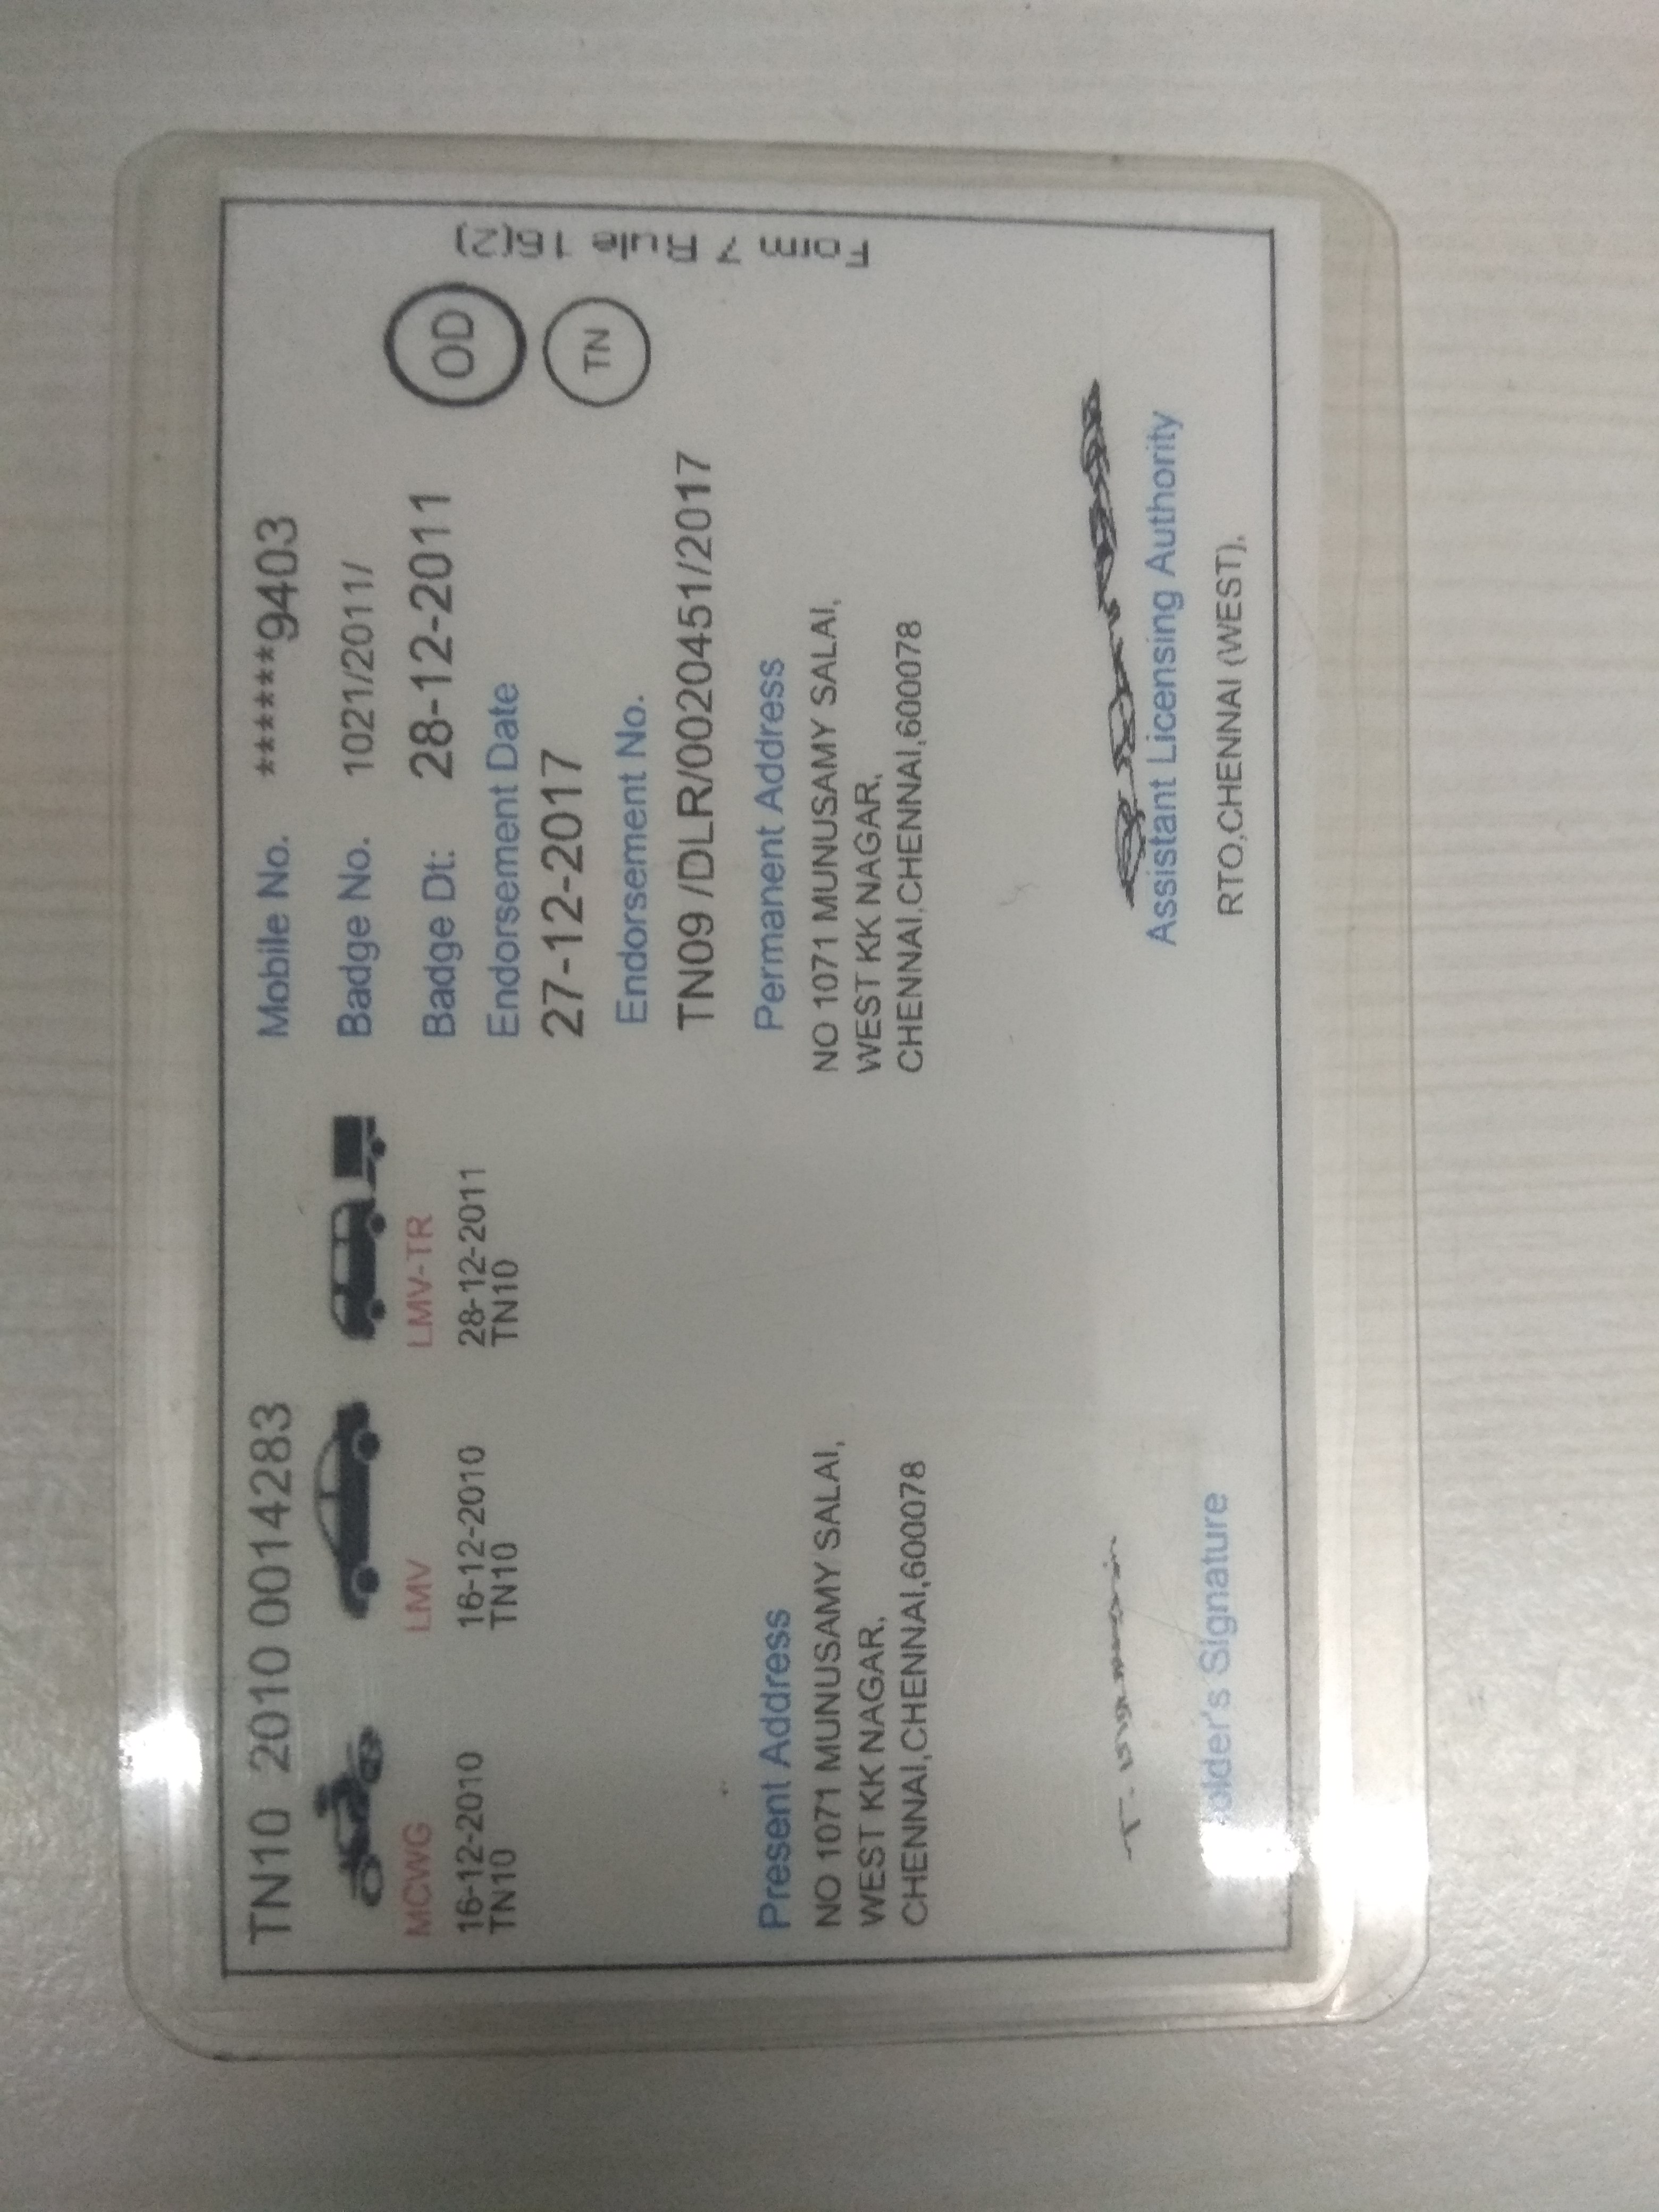 TN10 2010 0014283
MCWG
16-12-2010
TN10
LMV
16-12-2010
TN10
LMV-TR
28-12-2011
TN10
Mobile No. ******9403
Badge No. 1021/2011/
Badge Dt: 28-12-2011
Endorsement Date
27-12-2017
Endorsement No.
TN09 /DLR/0020451/2017
OD
TN
Form 7 Rule 16(2)
Present Address
NO 1071 MUNUSAMY SALAI,
WEST KK NAGAR,
CHENNAI,CHENNAI,600078
Permanent Address
NO 1071 MUNUSAMY SALAI,
WEST KK NAGAR,
CHENNAI,CHENNAI,600078
Signature
Assistant Licensing Authority
RTO,CHENNAI (WEST).